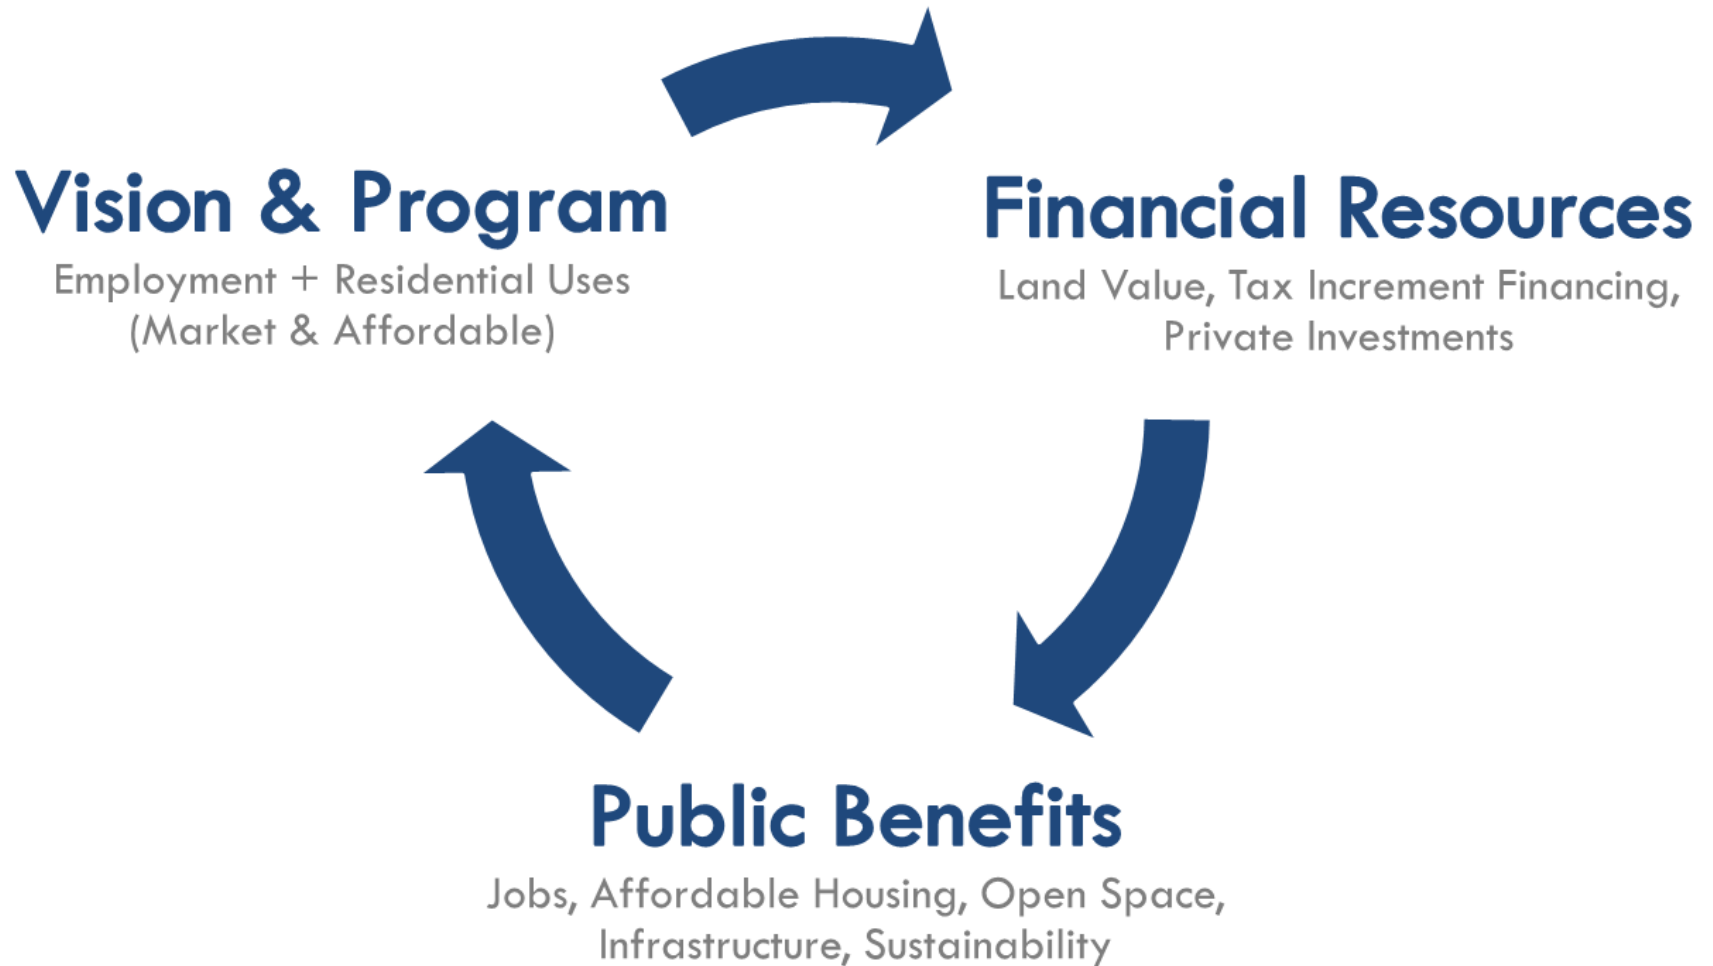 Vision & Program
Employment + Residential Uses
(Market & Affordable)
Financial Resources
Land Value, Tax Increment Financing,
Private Investments
Public Benefits
Jobs, Affordable Housing, Open Space,
Infrastructure, Sustainability